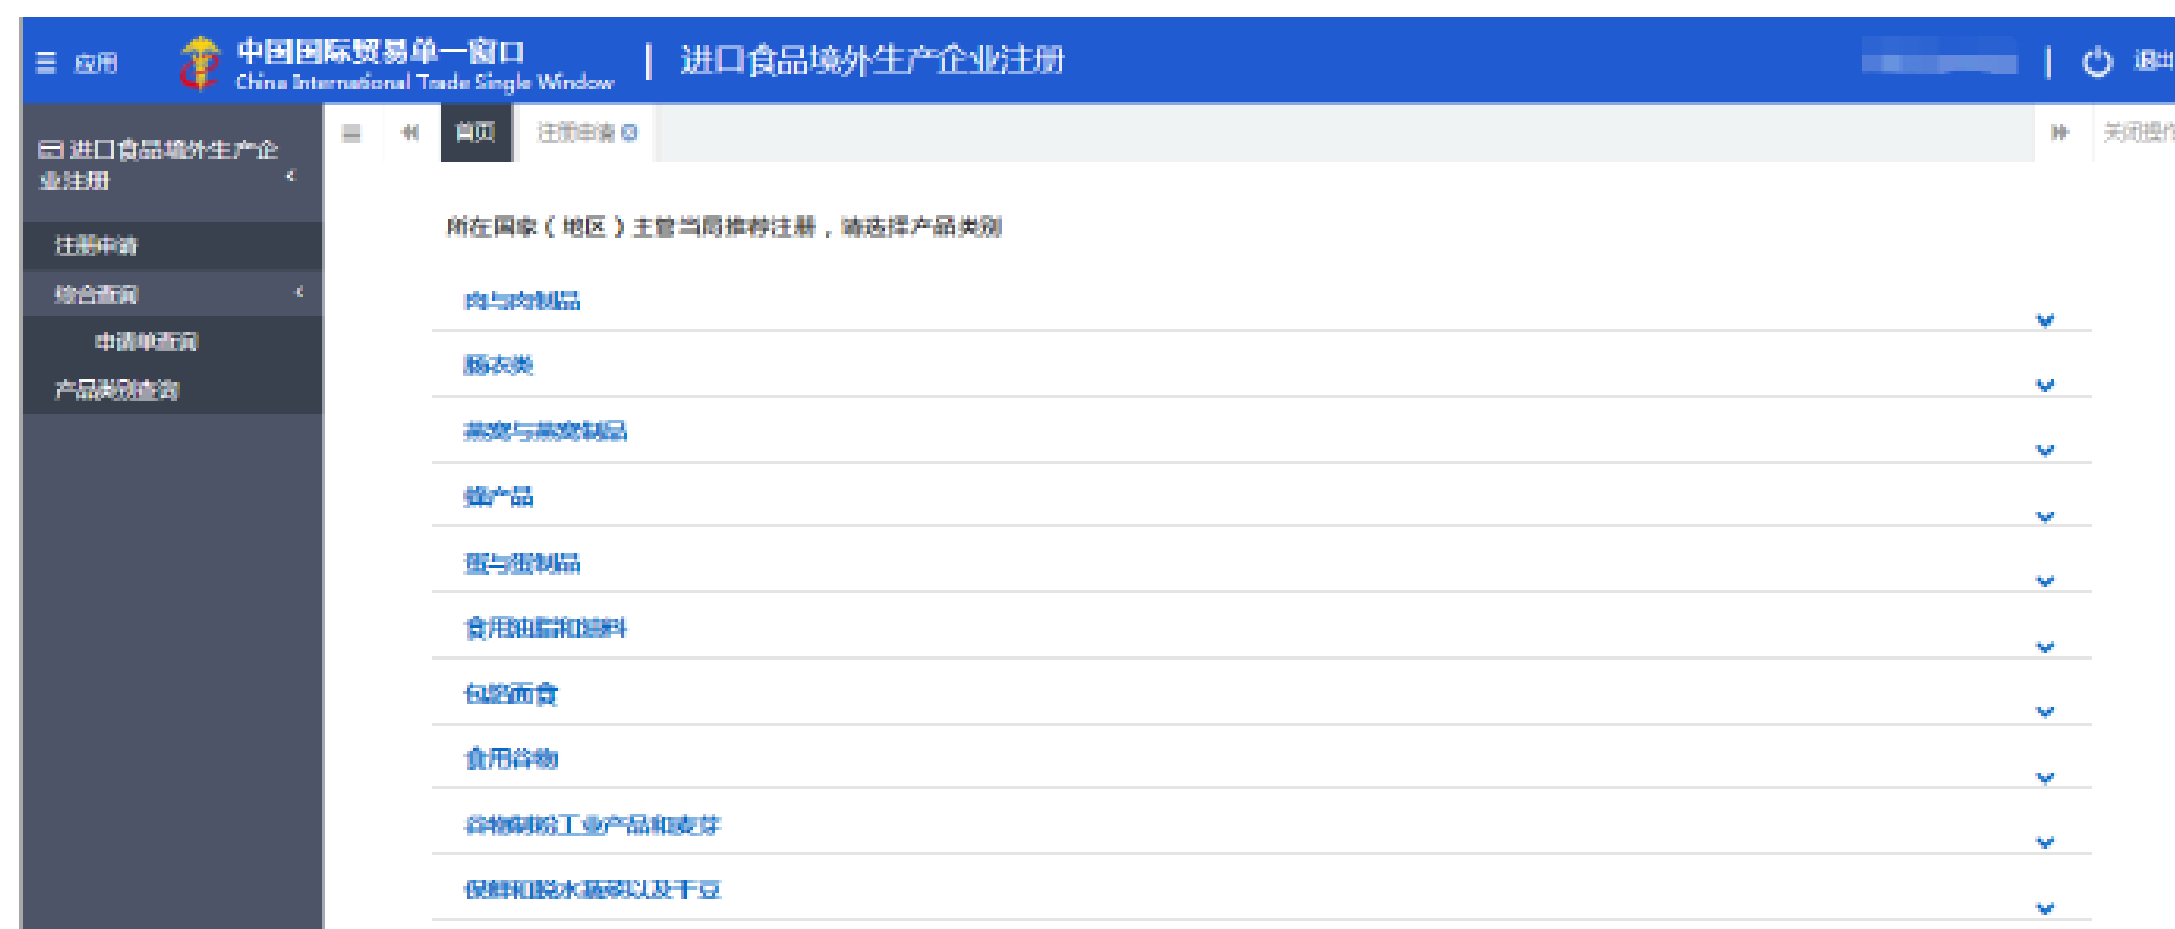 应用
中国国际贸易单一窗口
China International Trade Single Window
进口食品境外生产企业注册
退出
进口食品境外生产企
业注册
首页
注册申请
关闭操作
注册申请
综合查询
申请单查询
产品类别查询
所在国家（地区）主管当局推荐注册，请选择产品类别
肉与肉制品
肠衣类
燕窝与燕窝制品
蜂产品
蛋与蛋制品
食用油脂和油料
包馅面食
食用谷物
谷物制粉工业产品和麦芽
保鲜和脱水蔬菜以及干豆